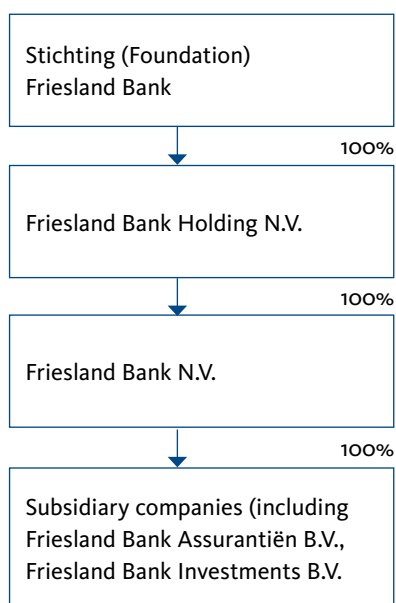 Stichting (Foundation)
Friesland Bank
100%
Friesland Bank Holding N.V.
100%
Friesland Bank N.V.
100%
Subsidiary companies (including
Friesland Bank Assurantiën B.V.,
Friesland Bank Investments B.V.